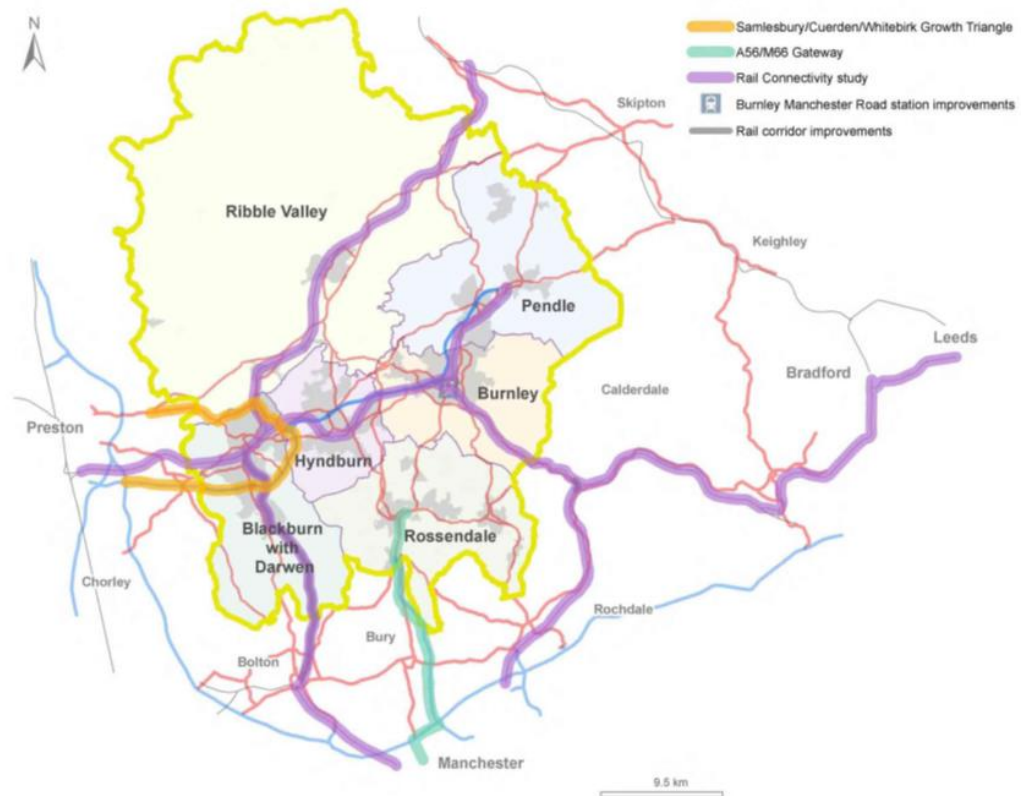 N
Samlesbury/Cuerden/Whitebirk Growth Triangle
A56/M66 Gateway
Rail Connectivity study
Burnley Manchester Road station improvements
Rail corridor improvements
Skipton
Ribble Valley
Keighley
Pendle
Leeds
Bradford
Burnley
Calderdale
Preston
Hyndburn
Blackburn
with
Darwen
Rossendale
Chorley
Rochdale
Bury
Bolton
Manchester
9.5 km